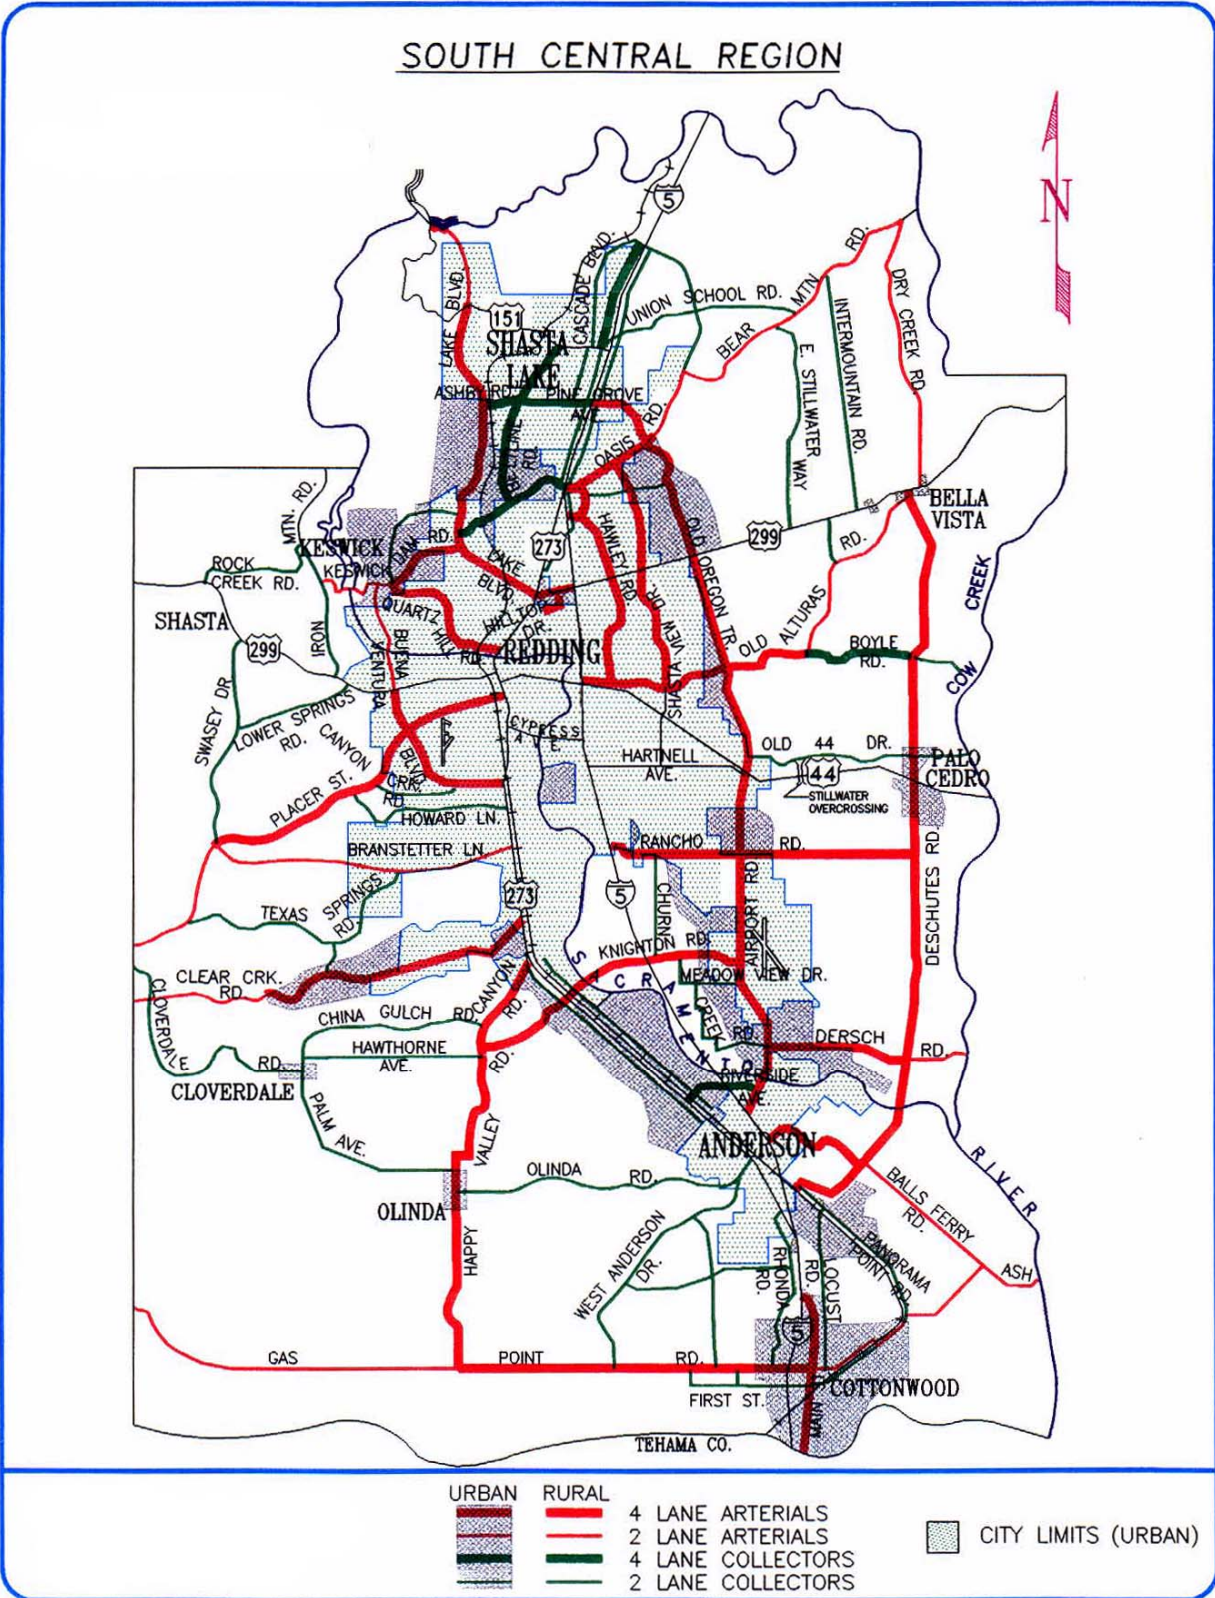 SOUTH CENTRAL REGION
N
5
CASCADE BLVD.
LAKE BLVD.
151
SHASTA
LAKE
UNION SCHOOL RD.
BEAR MTN RD.
DRY CREEK RD.
INTERMOUNTAIN RD.
E. STILLWATER WAY
ASHBY RD.
PINE GROVE
AVE.
OASIS RD.
BELLA
VISTA
MTN. RD.
IRON
KESWICK
KESWICK DAM RD.
ROCK
CREEK RD.
273
LAKE
BLVD.
HAWLEY RD.
OLD OREGON TR.
299
OLD ALTURAS RD.
COW CREEK
SHASTA
299
QUARTZ HILL RD.
HILLTOP
DR.
SHASTA VIEW DR.
REDDING
BOYLE
RD.
BUENA
VENTURA
BLVD.
SWASEY DR.
LOWER SPRINGS
RD.
CANYON
CRK.
RD.
PLACER ST.
CYPRESS
AVE.
HARTNELL
AVE.
OLD 44 DR.
44
STILLWATER
OVERCROSSING
PALO
CEDRO
HOWARD LN.
BRANSTETTER LN.
RANCHO RD.
273
5
CHURN CREEK RD.
AIRPORT RD.
DESCHUTES RD.
TEXAS SPRINGS
RD.
KNIGHTON RD.
MEADOW VIEW DR.
SACRAMENTO RIVER
CLEAR CRK.
RD.
CLOVERDALE RD.
CANYON RD.
CHINA GULCH RD.
HAWTHORNE
AVE.
DERSCH RD.
CLOVERDALE
RIVERSIDE
AVE.
PALM AVE.
HAPPY VALLEY RD.
ANDERSON
OLINDA RD.
OLINDA
BALLS FERRY
RD.
ASH
WEST ANDERSON
DR.
RHONDA
RD.
LOCUST
RD.
PANORAMA
POINT RD.
5
GAS POINT RD.
FIRST ST.
COTTONWOOD
MAIN
TEHAMA CO.
URBAN RURAL
4 LANE ARTERIALS
2 LANE ARTERIALS
4 LANE COLLECTORS
2 LANE COLLECTORS
CITY LIMITS (URBAN)